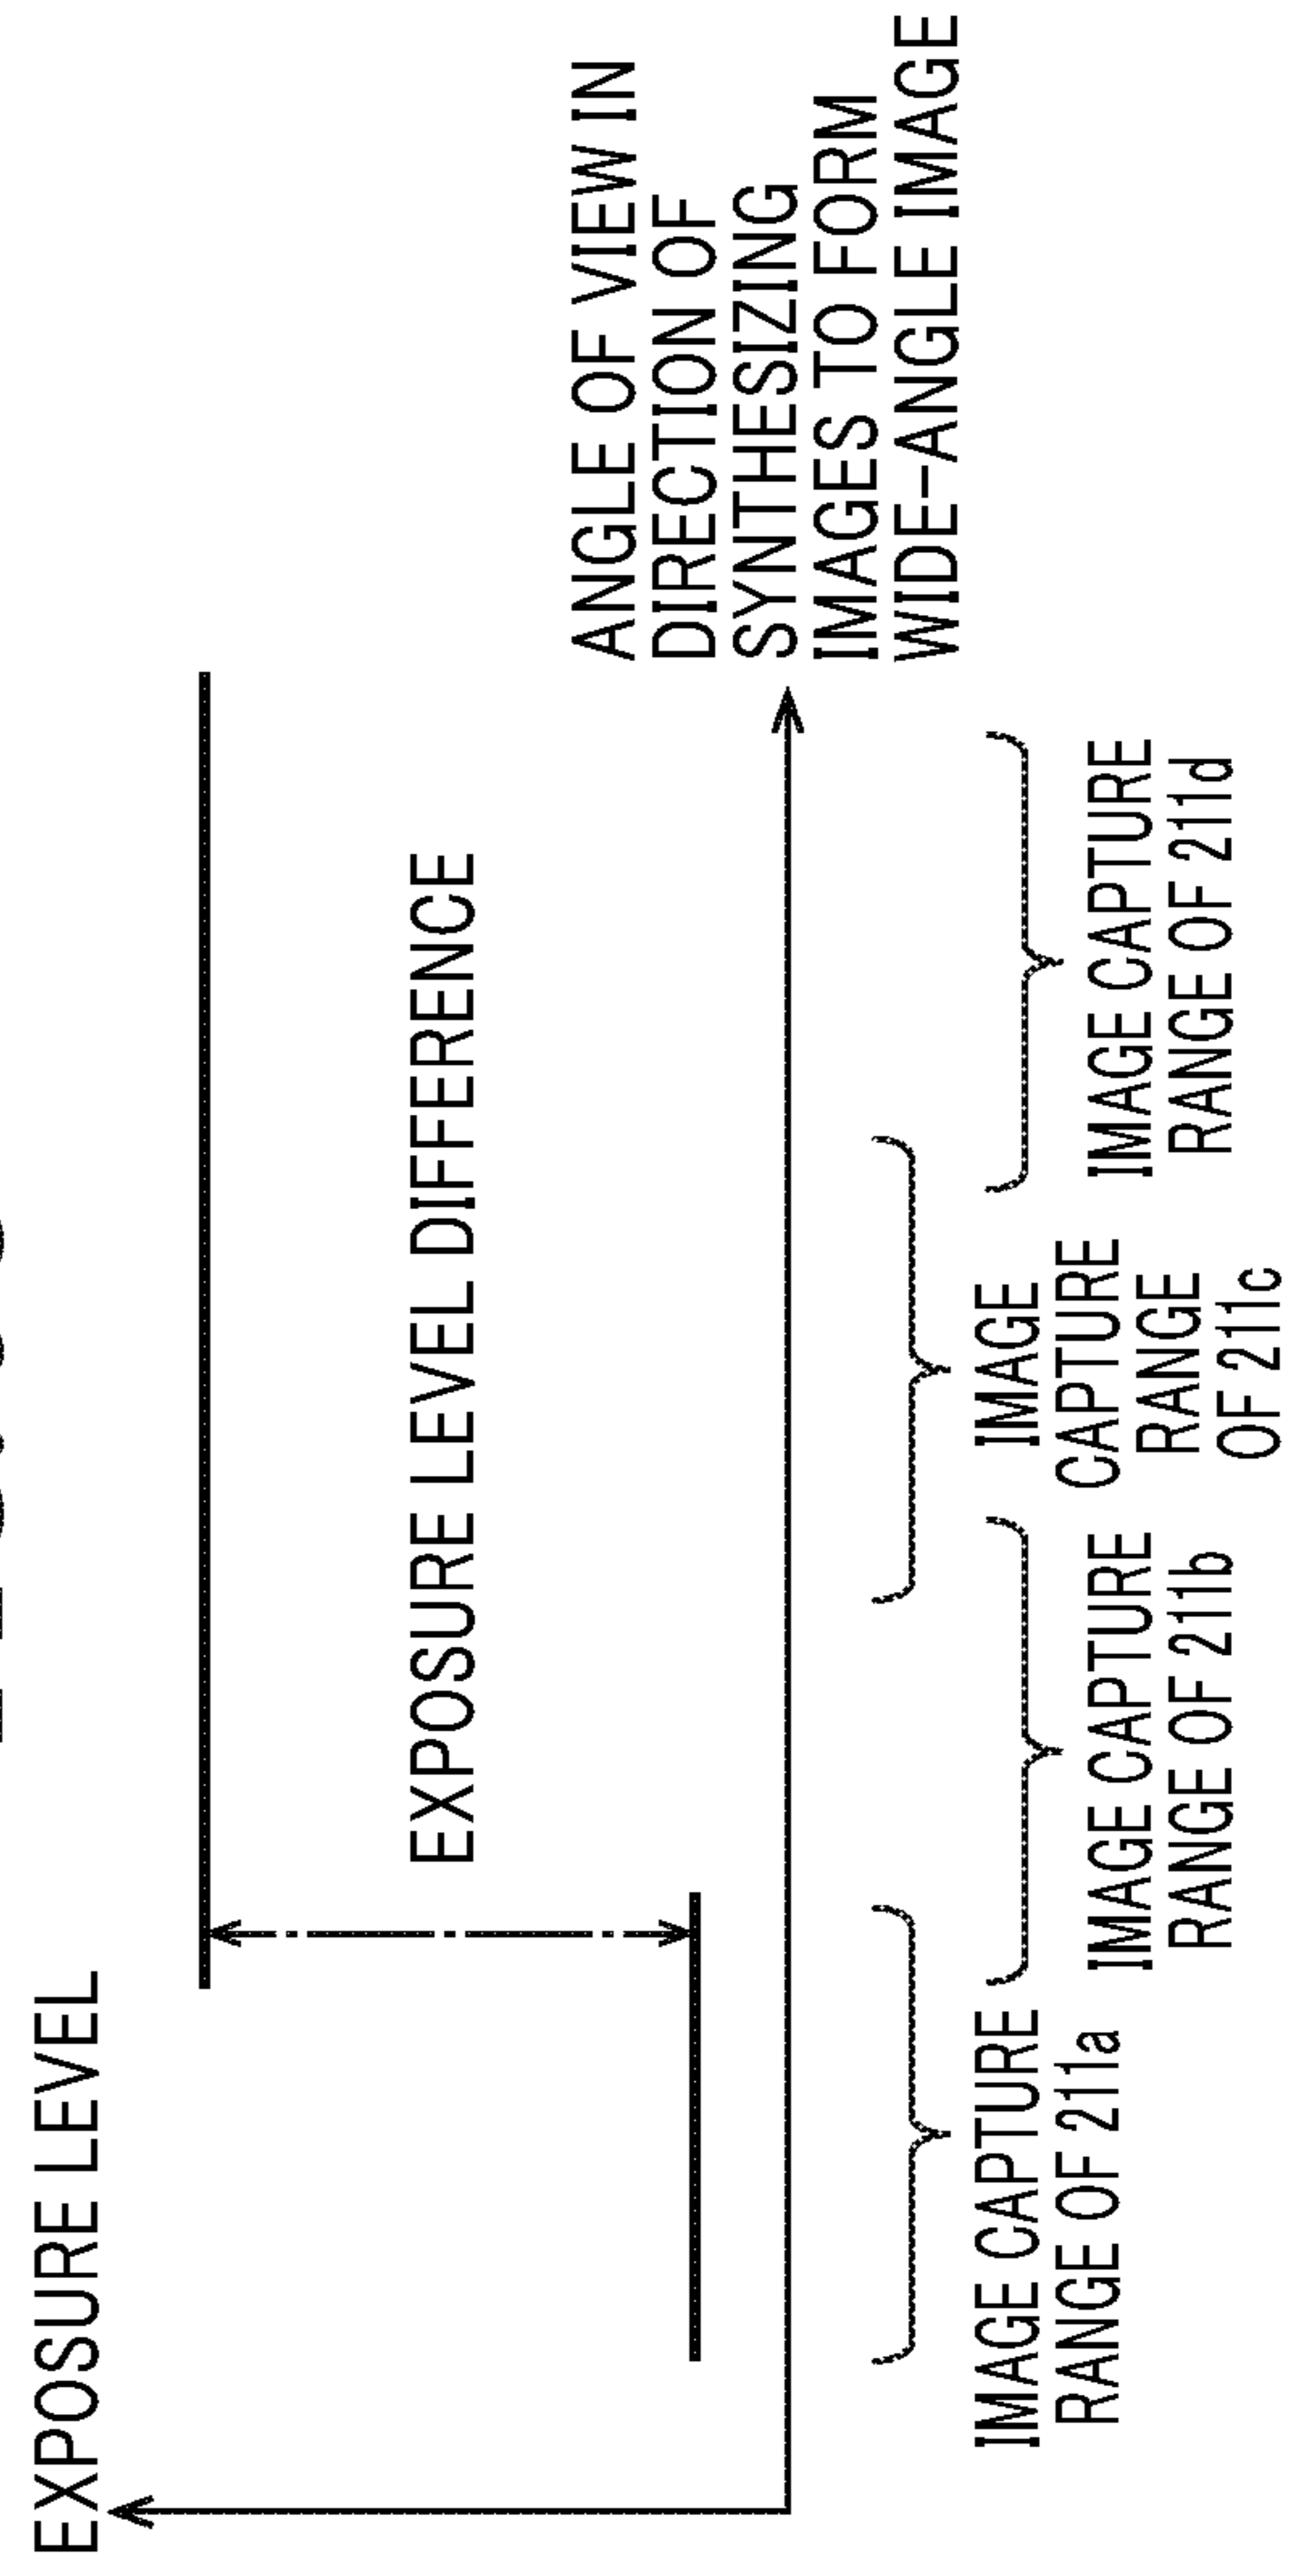 EXPOSURE LEVEL
EXPOSURE LEVEL DIFFERENCE
ANGLE OF VIEW IN
DIRECTION OF
SYNTHESIZING
IMAGES TO FORM
WIDE-ANGLE IMAGE
IMAGE CAPTURE
RANGE OF 211a
IMAGE CAPTURE
RANGE OF 211b
IMAGE
CAPTURE
RANGE
OF 211c
IMAGE CAPTURE
RANGE OF 211d